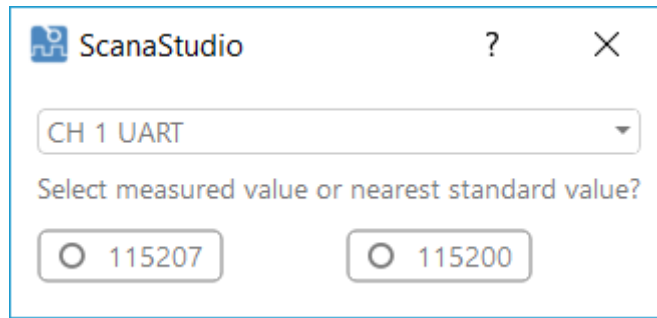 ScanaStudio ?
CH 1 UART
Select measured value or nearest standard value?
115207 115200